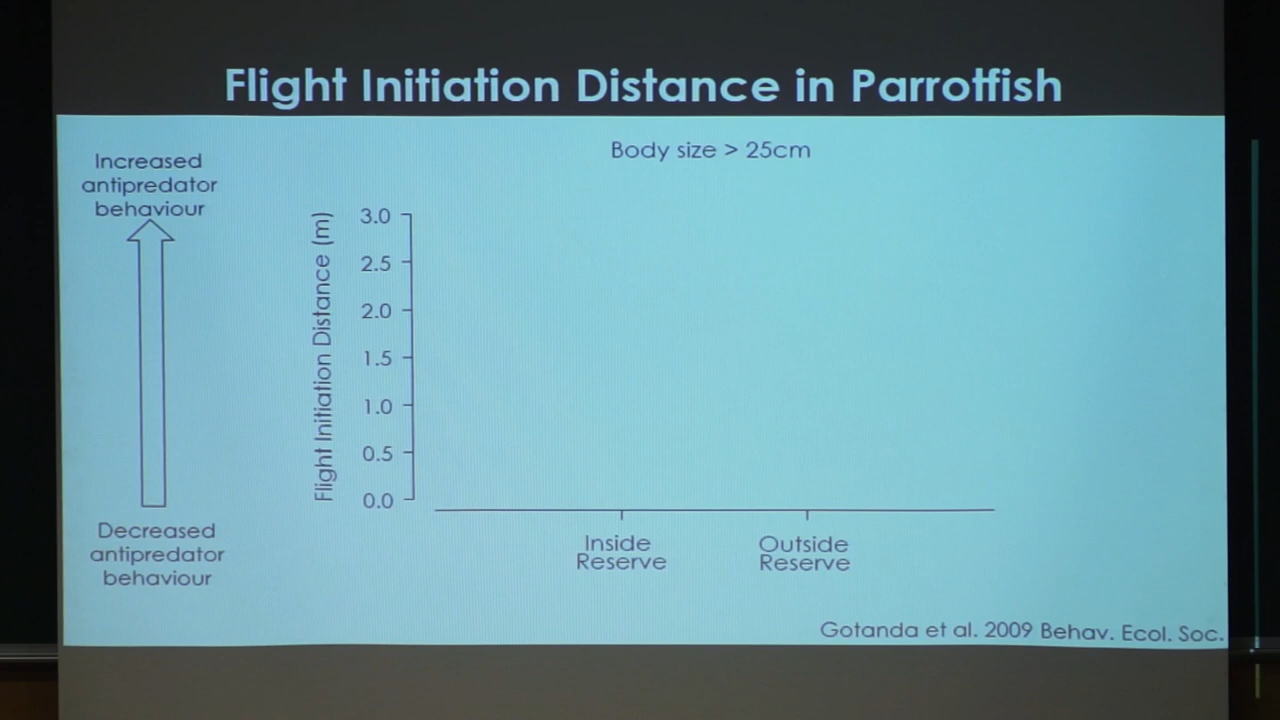 Flight Initiation Distance in Parrotfish
Body size > 25cm
Increased
antipredator
behaviour
Decreased
antipredator
behaviour
Flight Initiation Distance (m)
3.0
2.5
2.0
1.5
1.0
0.5
0.0
Inside
Reserve
Outside
Reserve
Gotanda et al. 2009 Behav. Ecol. Soc.